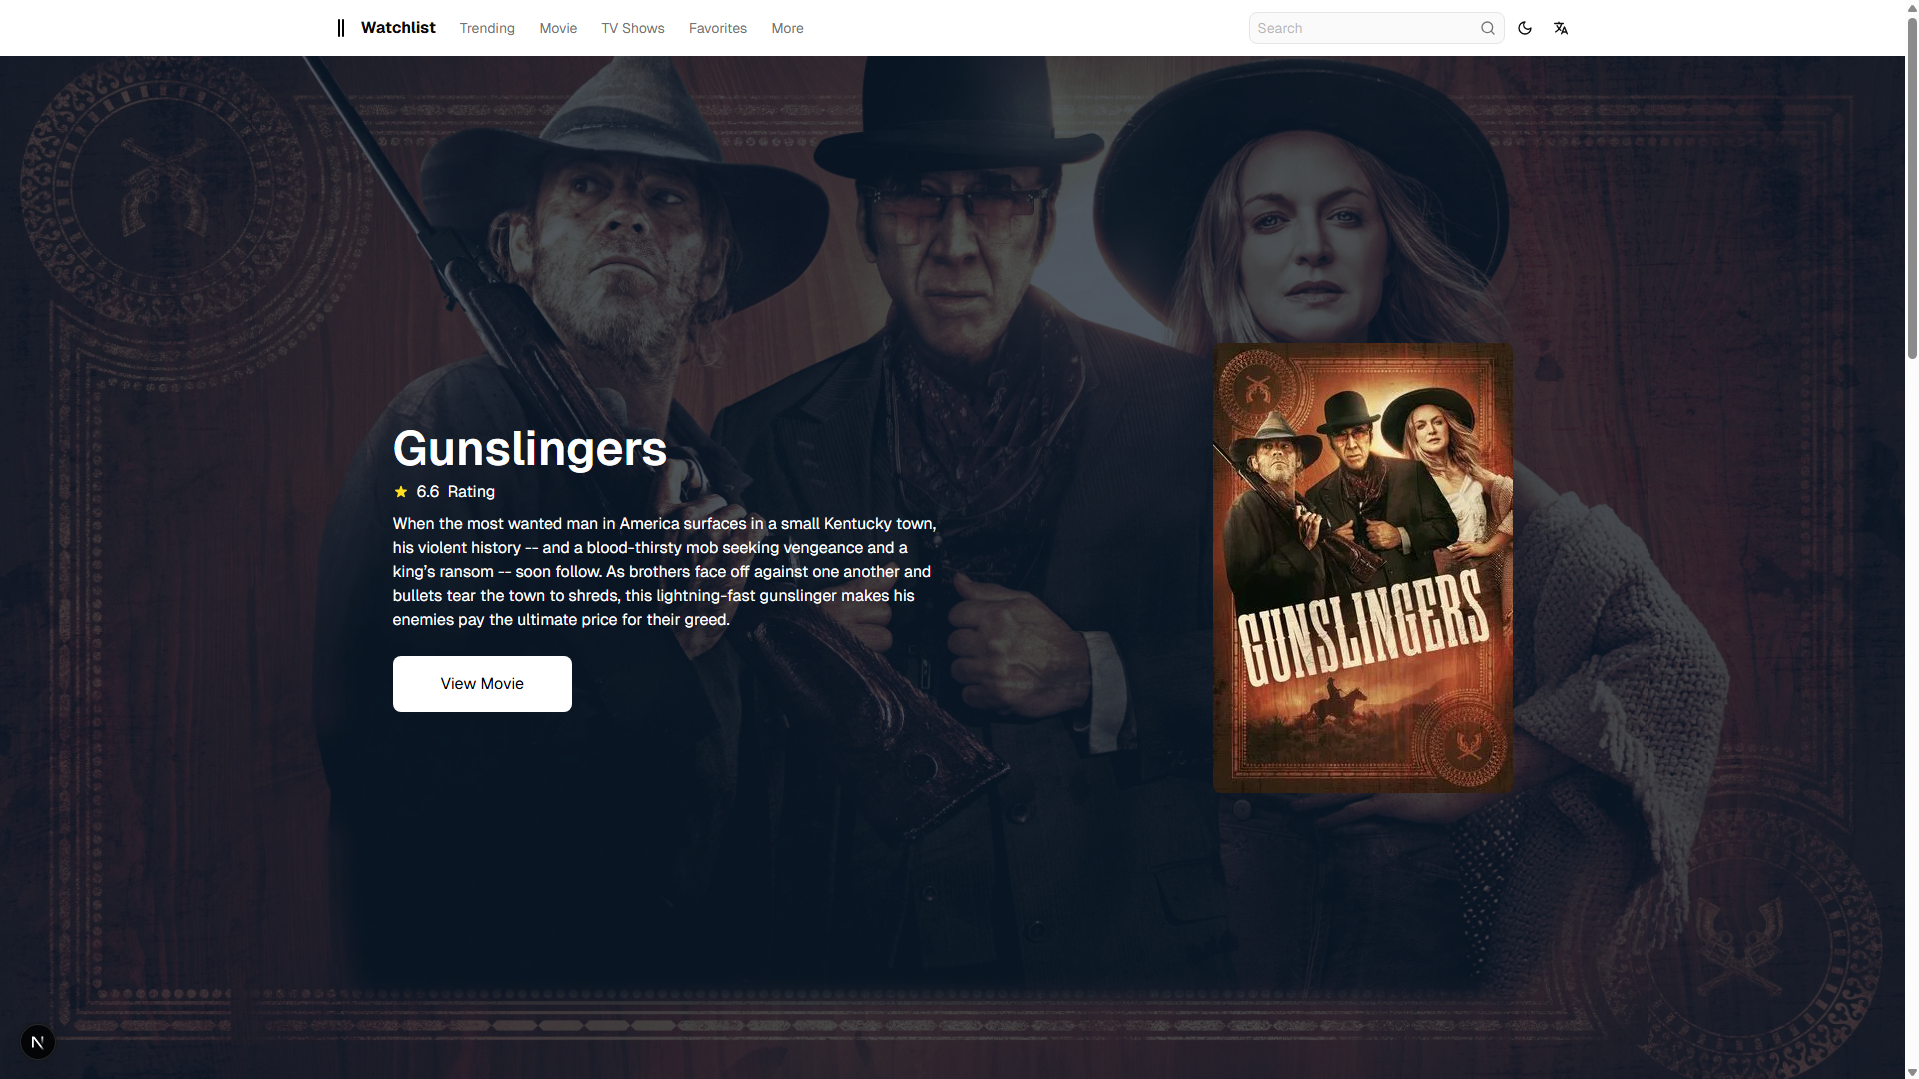 Watchlist
Trending
Movie
TV Shows
Favorites
More
Search
Gunslingers
6.6 Rating
When the most wanted man in America surfaces in a small Kentucky town,
his violent history -- and a blood-thirsty mob seeking vengeance and a
king's ransom -- soon follow. As brothers face off against one another and
bullets tear the town to shreds, this lightning-fast gunslinger makes his
enemies pay the ultimate price for their greed.
View Movie
GUNSLINGERS
N